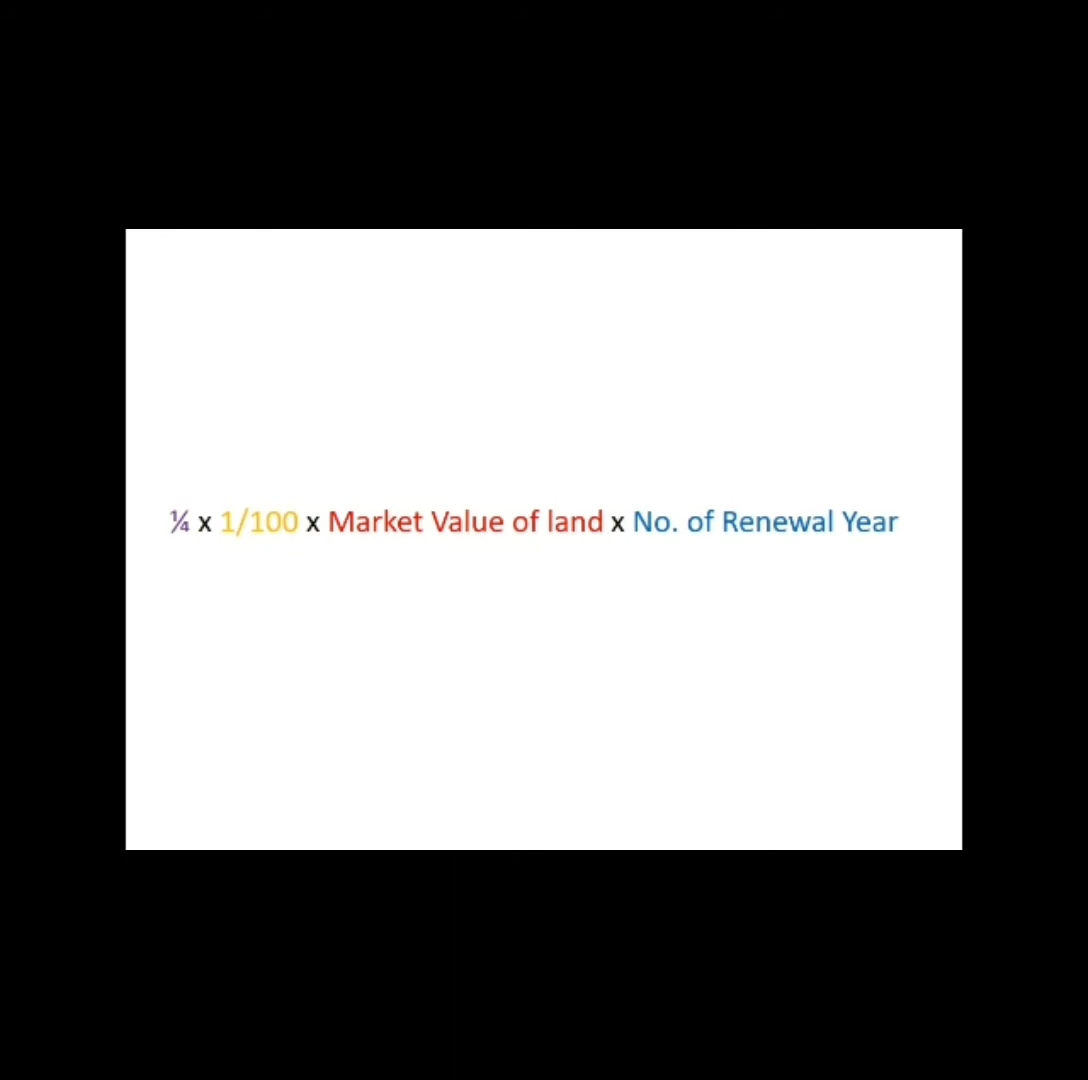 ¼ x 1/100 x Market Value of land x No. of Renewal Year